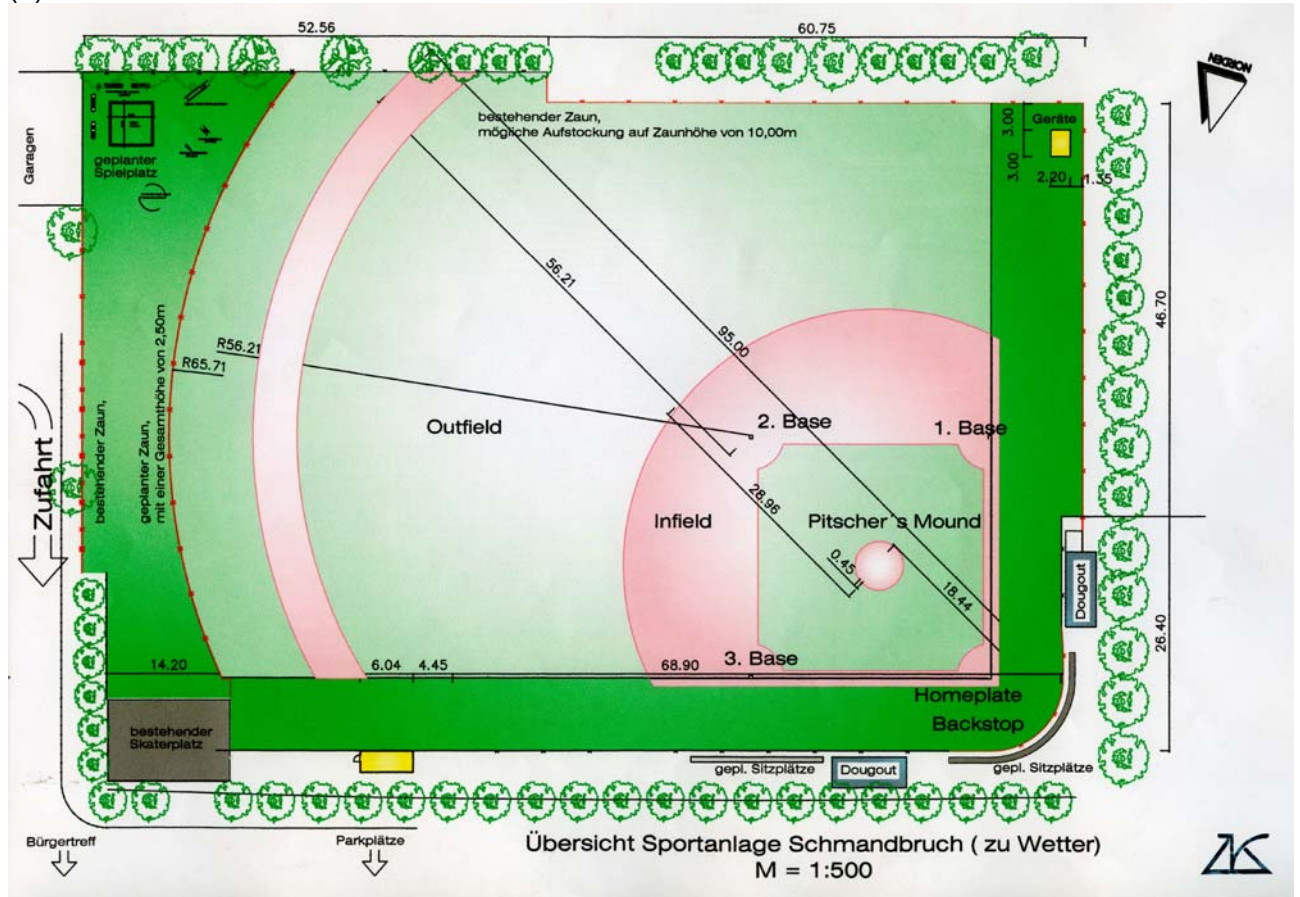 52.56
60.75
NORDEN
Garagen
geplanter
Spielplatz
bestehender Zaun,
mögliche Aufstockung auf Zaunhöhe von 10,00m
3.00
3.00
Geräte
2.20
1.35
46.70
56.21
95.00
R56.21
R65.71
Zufahrt
bestehender Zaun,
geplanter Zaun,
mit einer Gesamthöhe von 2,50m
Outfield
2. Base
1. Base
28.96
Infield
Pitscher´s Mound
0.45
18.44
Dougout
26.40
14.20
6.04
4.45
68.90
3. Base
Homeplate
Backstop
bestehender
Skaterplatz
gepl. Sitzplätze
Dougout
gepl. Sitzplätze
Bürgertreff
Parkplätze
Übersicht Sportanlage Schmandbruch ( zu Wetter)
M = 1:500
ZK